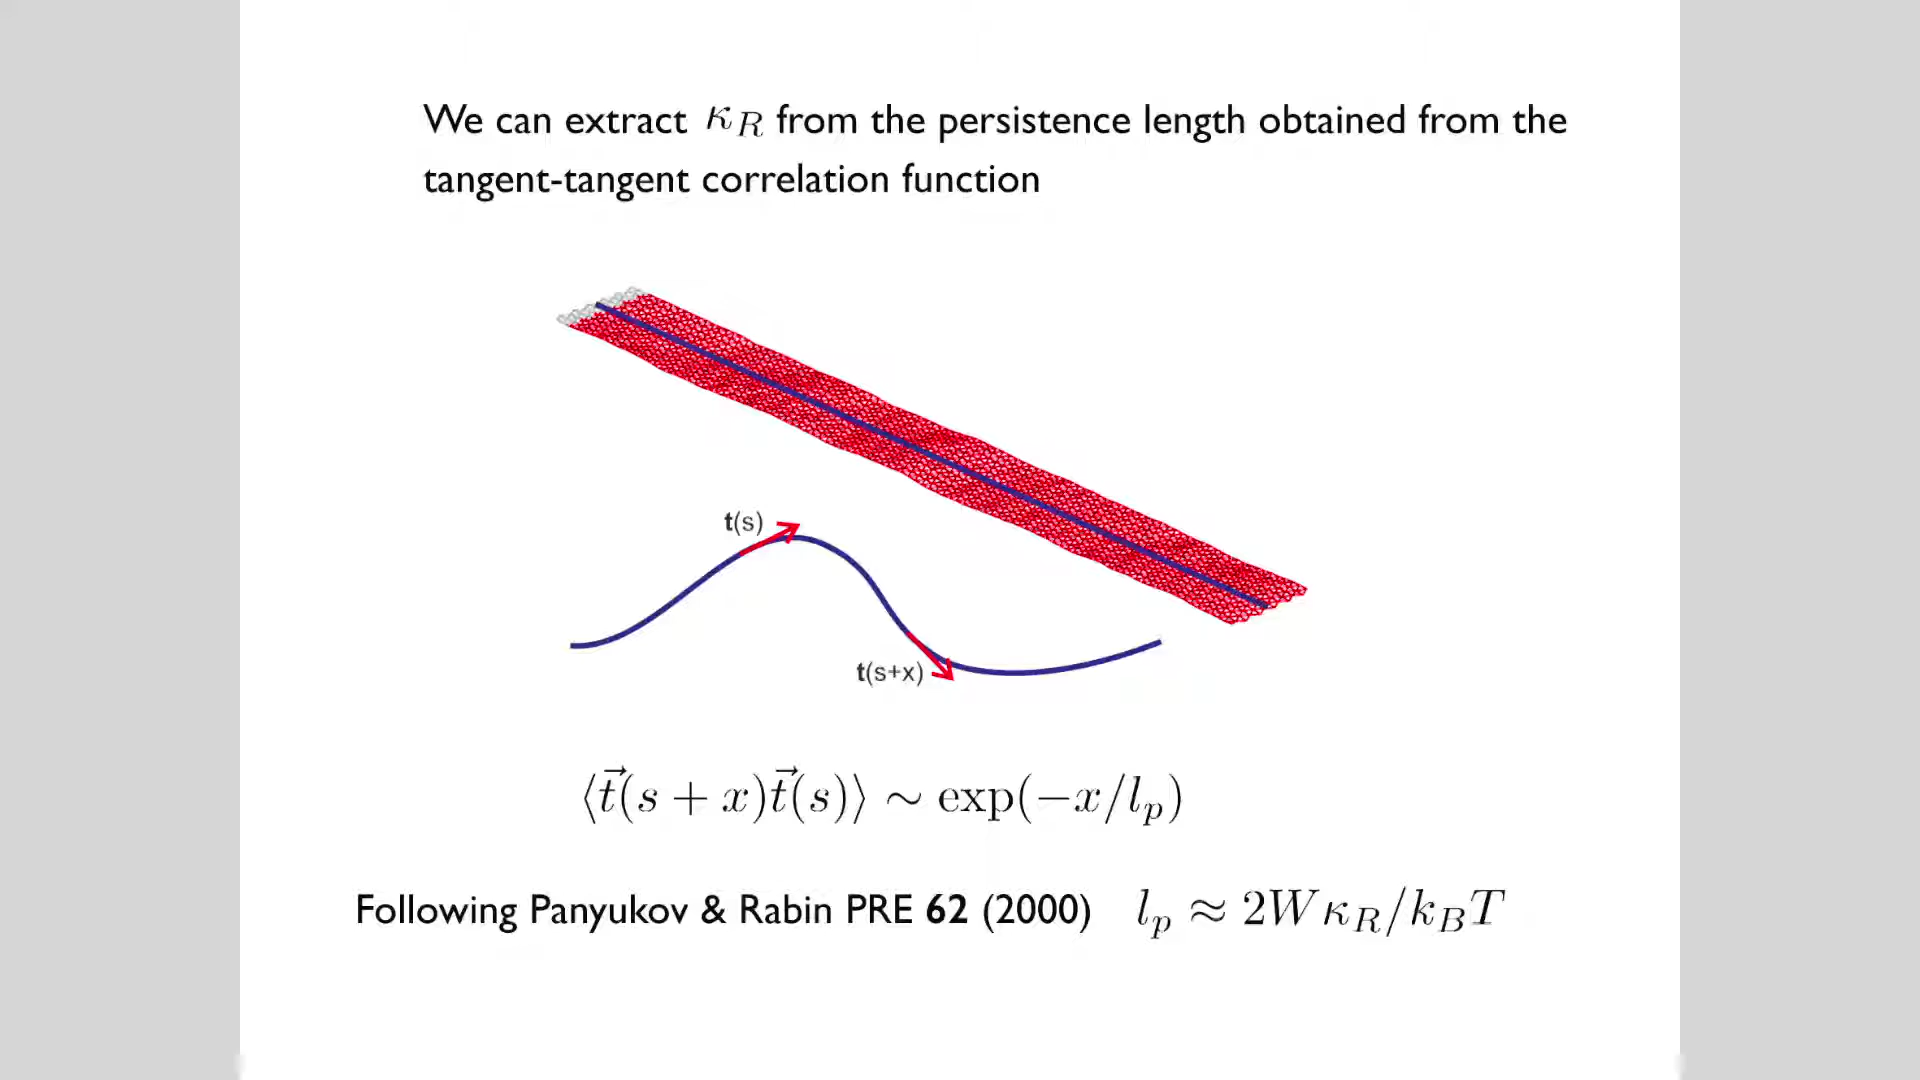 We can extract κ_R from the persistence length obtained from the
tangent-tangent correlation function
t(s)
t(s+x)
⟨t⃗(s + x)t⃗(s)⟩ ∼ exp(−x/l_p)
Following Panyukov & Rabin PRE 62 (2000) l_p ≈ 2Wκ_R/k_BT